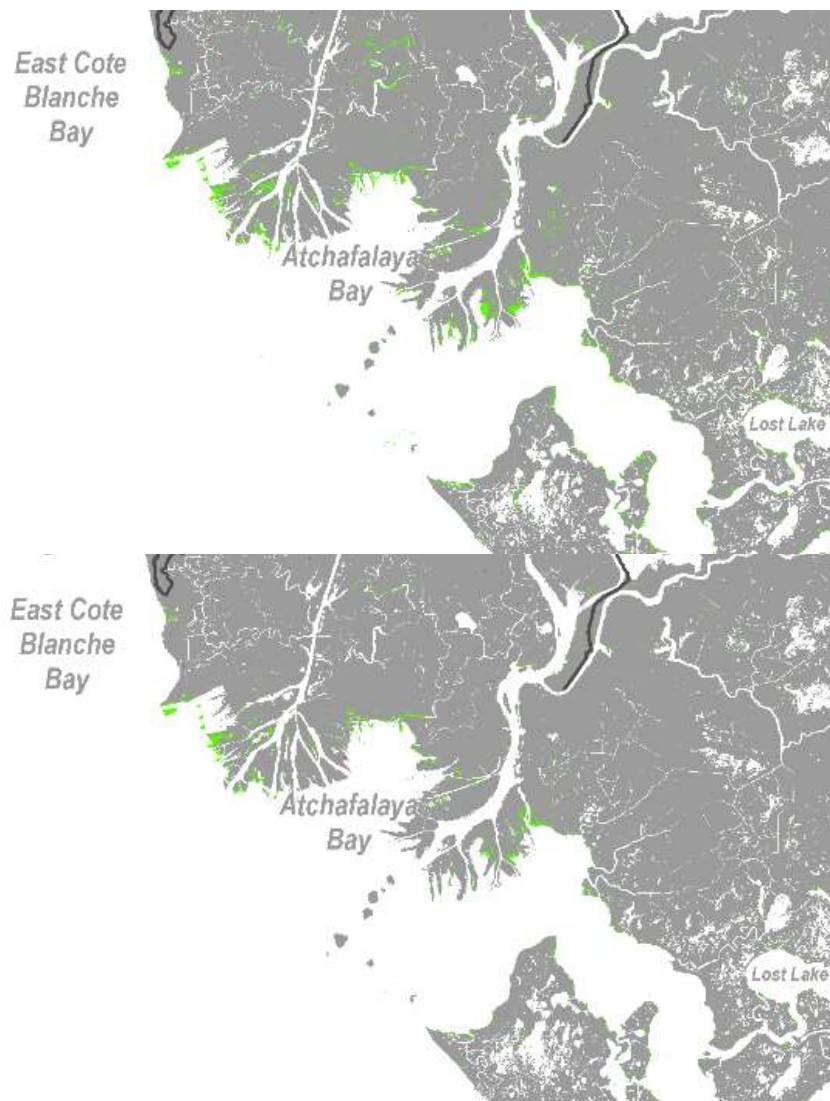 East Cote
Blanche
Bay
Atchafalaya
Bay
Lost Lake
East Cote
Blanche
Bay
Atchafalaya
Bay
Lost Lake